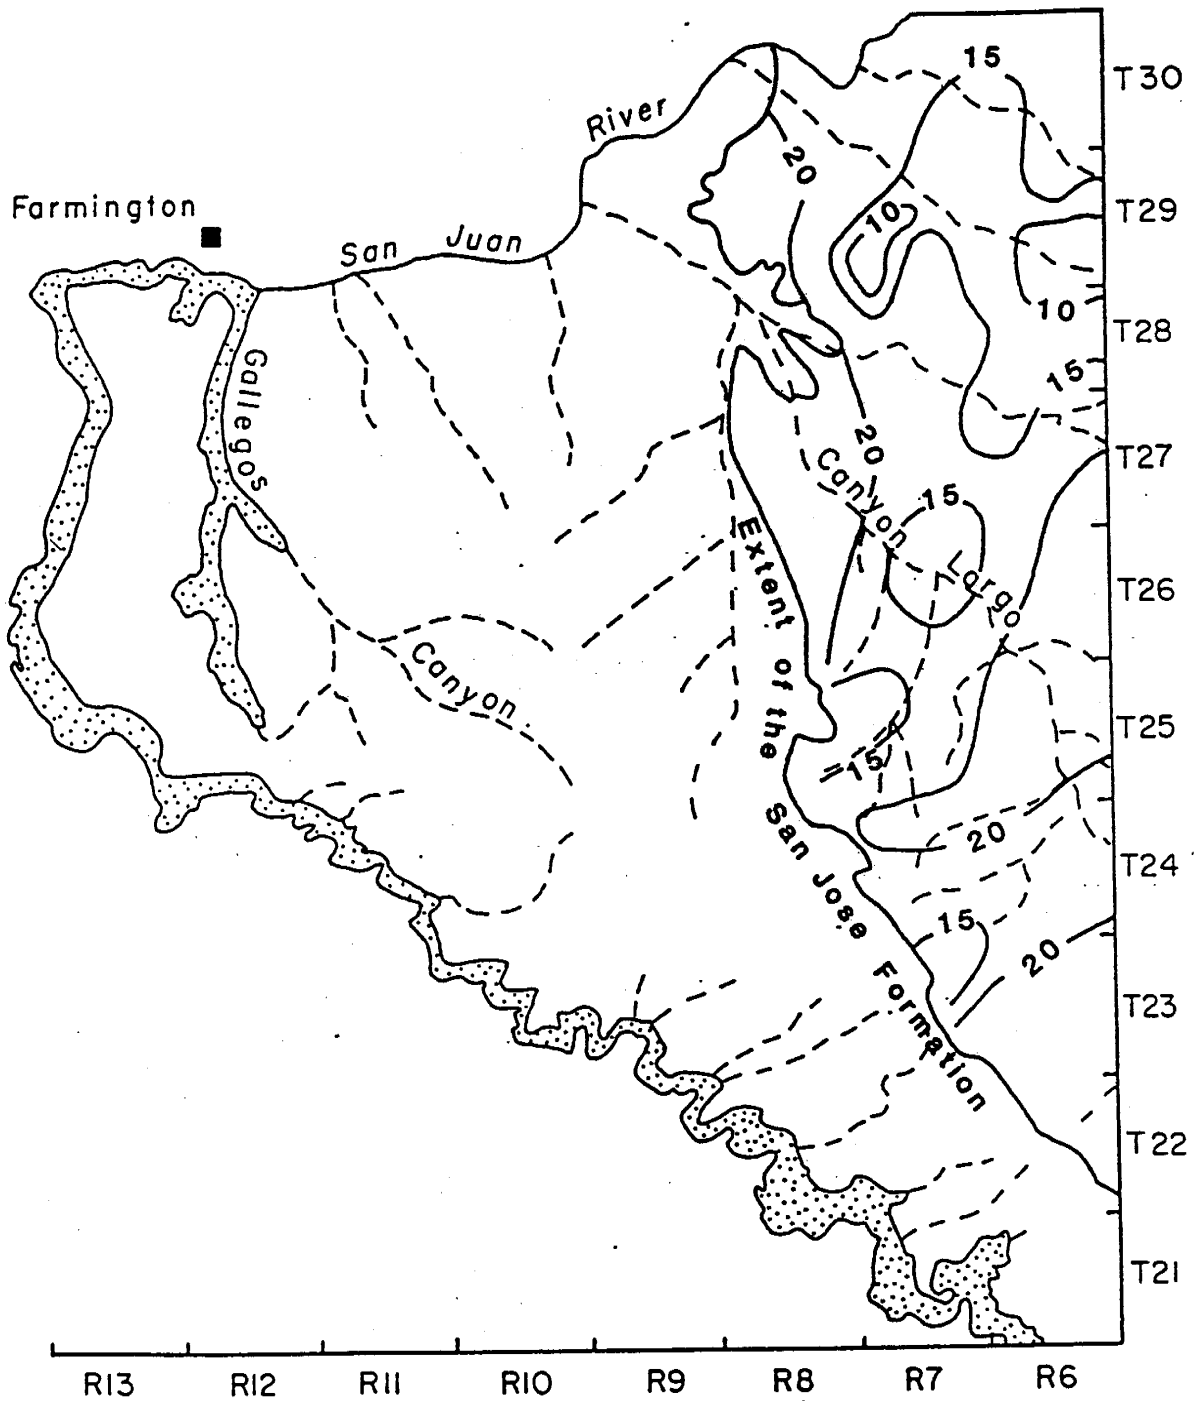 15
T30
River
20
Farmington
T29
10
San Juan
10
T28
Gallegos
15
20
T27
Canyon
15
Largo
Extent of the San Jose Formation
T26
Canyon
T25
15
20
T24
15
20
T23
T22
T21
R13 R12 R11 R10 R9 R8 R7 R6